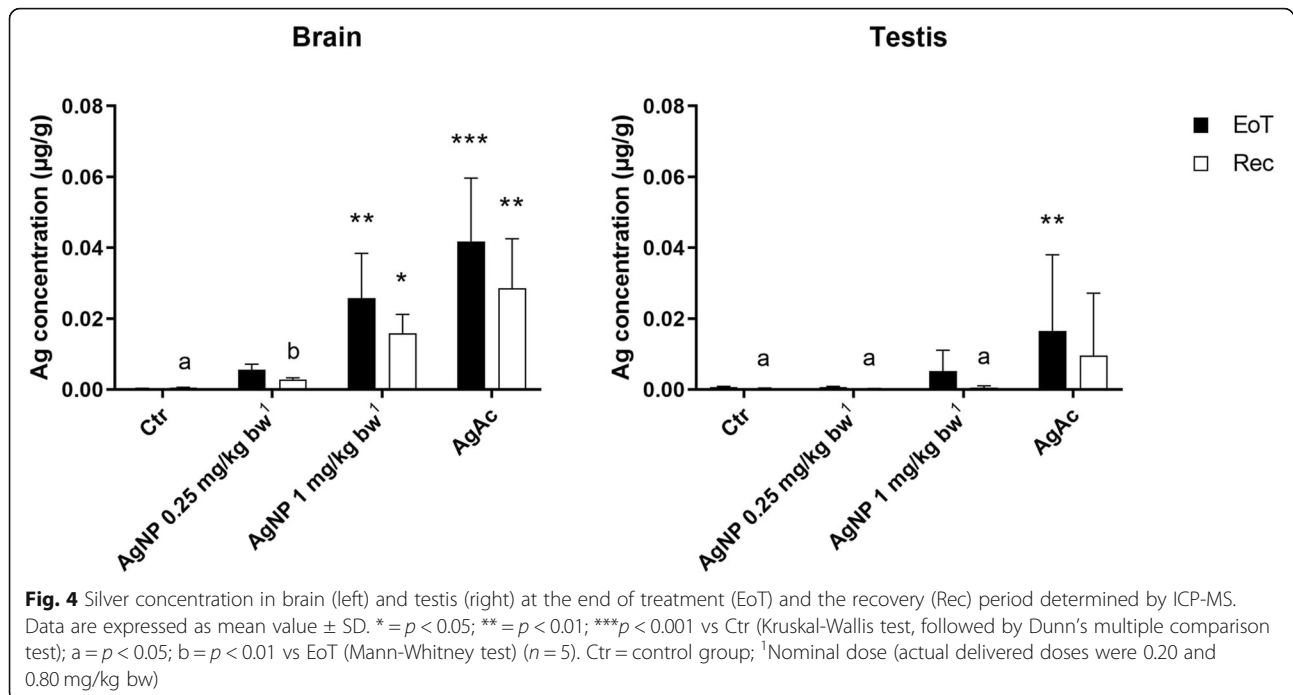 Brain
Testis
Ag concentration (µg/g)
0.08
0.06
0.04
0.02
0.00
a
b
**
*
***
**
Ctr
AgNP 0.25 mg/kg bw¹
AgNP 1 mg/kg bw¹
AgAc
Ag concentration (µg/g)
0.08
0.06
0.04
0.02
0.00
a
a
a
**
Ctr
AgNP 0.25 mg/kg bw¹
AgNP 1 mg/kg bw¹
AgAc
EoT
Rec
Fig. 4 Silver concentration in brain (left) and testis (right) at the end of treatment (EoT) and the recovery (Rec) period determined by ICP-MS.
Data are expressed as mean value ± SD. * = p < 0.05; ** = p < 0.01; ***p < 0.001 vs Ctr (Kruskal-Wallis test, followed by Dunn's multiple comparison
test); a = p < 0.05; b = p < 0.01 vs EoT (Mann-Whitney test) (n = 5). Ctr = control group; ¹Nominal dose (actual delivered doses were 0.20 and
0.80 mg/kg bw)